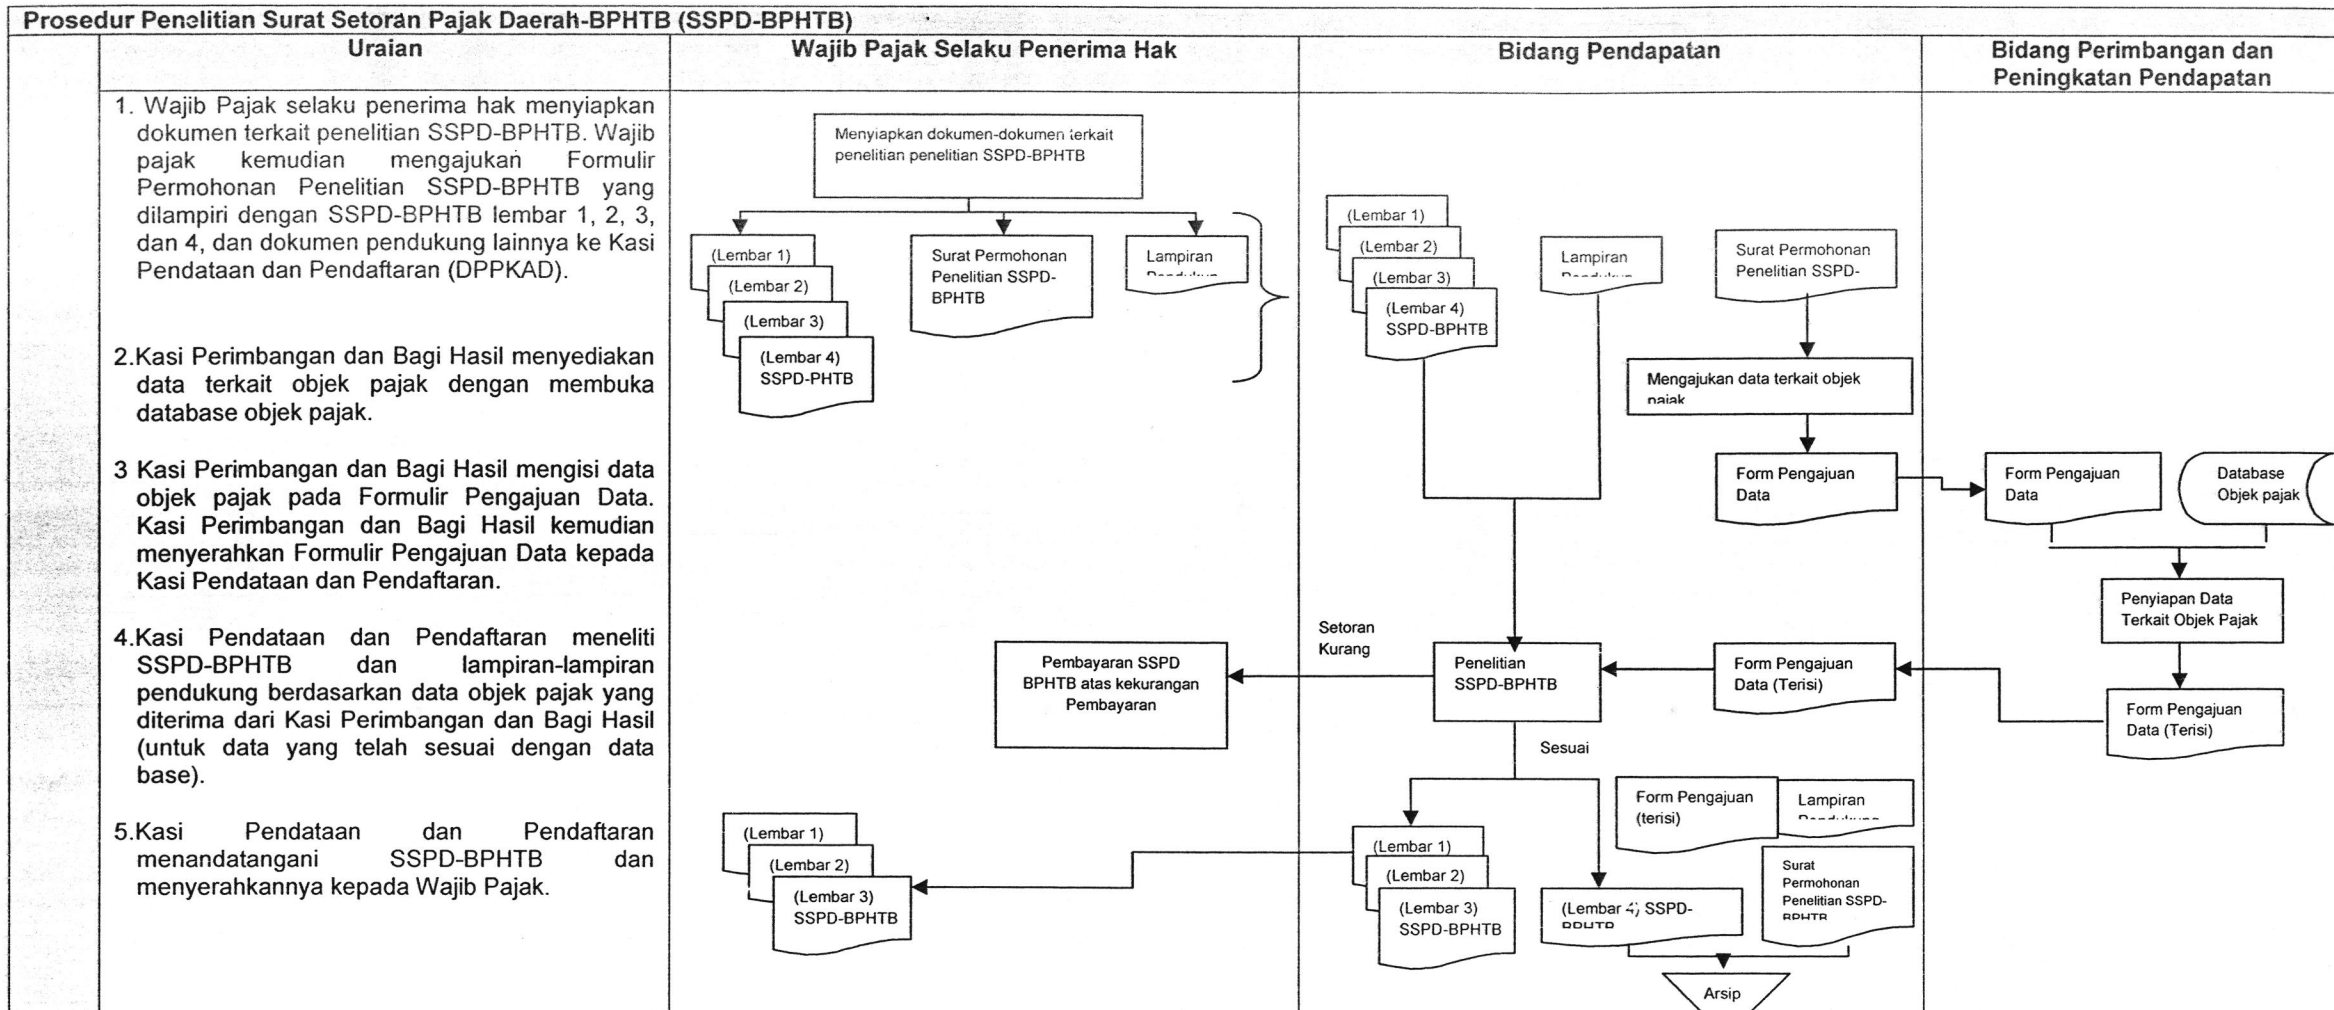 Prosedur Penelitian Surat Setoran Pajak Daerah-BPHTB (SSPD-BPHTB)
Uraian
Wajib Pajak Selaku Penerima Hak
Bidang Pendapatan
Bidang Perimbangan dan
Peningkatan Pendapatan
1. Wajib Pajak selaku penerima hak menyiapkan
dokumen terkait penelitian SSPD-BPHTB. Wajib
pajak kemudian mengajukan Formulir
Permohonan Penelitian SSPD-BPHTB yang
dilampiri dengan SSPD-BPHTB lembar 1, 2, 3,
dan 4, dan dokumen pendukung lainnya ke Kasi
Pendataan dan Pendaftaran (DPPKAD).
2.Kasi Perimbangan dan Bagi Hasil menyediakan
data terkait objek pajak dengan membuka
database objek pajak.
3 Kasi Perimbangan dan Bagi Hasil mengisi data
objek pajak pada Formulir Pengajuan Data.
Kasi Perimbangan dan Bagi Hasil kemudian
menyerahkan Formulir Pengajuan Data kepada
Kasi Pendataan dan Pendaftaran.
4.Kasi Pendataan dan Pendaftaran meneliti
SSPD-BPHTB dan lampiran-lampiran
pendukung berdasarkan data objek pajak yang
diterima dari Kasi Perimbangan dan Bagi Hasil
(untuk data yang telah sesuai dengan data
base).
5.Kasi Pendataan dan Pendaftaran
menandatangani SSPD-BPHTB dan
menyerahkannya kepada Wajib Pajak.
Menyiapkan dokumen-dokumen terkait
penelitian penelitian SSPD-BPHTB
(Lembar 1)
(Lembar 2)
(Lembar 3)
(Lembar 4)
SSPD-PHTB
Surat Permohonan
Penelitian SSPD-
BPHTB
Lampiran
Pembayaran SSPD
BPHTB atas kekurangan
Pembayaran
(Lembar 1)
(Lembar 2)
(Lembar 3)
SSPD-BPHTB
(Lembar 1)
(Lembar 2)
(Lembar 3)
(Lembar 4)
SSPD-BPHTB
Lampiran
Surat Permohonan
Penelitian SSPD-
Mengajukan data terkait objek
pajak
Form Pengajuan
Data
Setoran
Kurang
Penelitian
SSPD-BPHTB
Form Pengajuan
Data (Terisi)
Sesuai
(Lembar 1)
(Lembar 2)
(Lembar 3)
SSPD-BPHTB
Form Pengajuan
(terisi)
Lampiran
(Lembar 4) SSPD-
BPHTB
Surat
Permohonan
Penelitian SSPD-
BPHTB
Arsip
Form Pengajuan
Data
Database
Objek pajak
Penyiapan Data
Terkait Objek Pajak
Form Pengajuan
Data (Terisi)